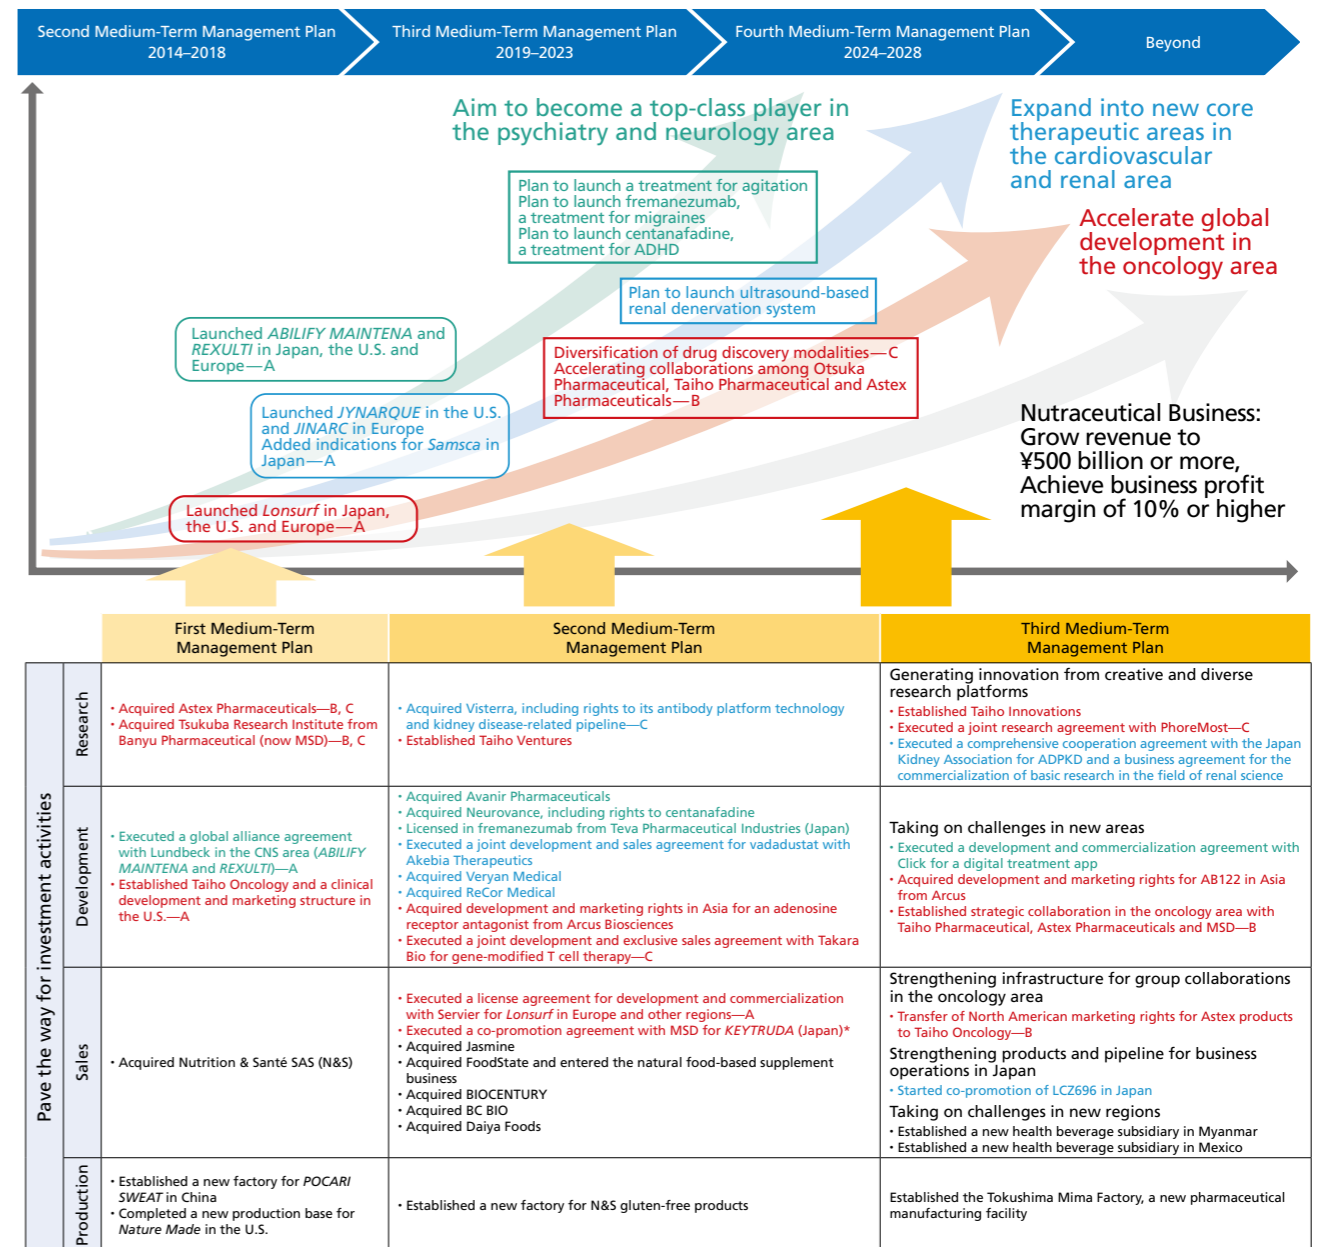 Second Medium-Term Management Plan
2014–2018
Third Medium-Term Management Plan
2019–2023
Fourth Medium-Term Management Plan
2024–2028
Beyond
Aim to become a top-class player in
the psychiatry and neurology area
Expand into new core
therapeutic areas in
the cardiovascular
and renal area
Plan to launch a treatment for agitation
Plan to launch fremanezumab,
a treatment for migraines
Plan to launch centanafadine,
a treatment for ADHD
Accelerate global
development in
the oncology area
Plan to launch ultrasound-based
renal denervation system
Launched ABILIFY MAINTENA and
REXULTI in Japan, the U.S. and
Europe—A
Diversification of drug discovery modalities—C
Accelerating collaborations among Otsuka
Pharmaceutical, Taiho Pharmaceutical and Astex
Pharmaceuticals—B
Launched JYNARQUE in the U.S.
and JINARC in Europe
Added indications for Samsca in
Japan—A
Nutraceutical Business:
Grow revenue to
¥500 billion or more,
Achieve business profit
margin of 10% or higher
Launched Lonsurf in Japan,
the U.S. and Europe—A
First Medium-Term
Management Plan
Second Medium-Term
Management Plan
Third Medium-Term
Management Plan
Pave the way for investment activities
Research
• Acquired Astex Pharmaceuticals—B, C
• Acquired Tsukuba Research Institute from
Banyu Pharmaceutical (now MSD)—B, C
• Acquired Visterra, including rights to its antibody platform technology
and kidney disease-related pipeline—C
• Established Taiho Ventures
Generating innovation from creative and diverse
research platforms
• Established Taiho Innovations
• Executed a joint research agreement with PhoreMost—C
• Executed a comprehensive cooperation agreement with the Japan
Kidney Association for ADPKD and a business agreement for the
commercialization of basic research in the field of renal science
Development
• Executed a global alliance agreement
with Lundbeck in the CNS area (ABILIFY
MAINTENA and REXULTI)—A
• Established Taiho Oncology and a clinical
development and marketing structure in
the U.S.—A
• Acquired Avanir Pharmaceuticals
• Acquired Neurovance, including rights to centanafadine
• Licensed in fremanezumab from Teva Pharmaceutical Industries (Japan)
• Executed a joint development and sales agreement for vadadustat with
Akebia Therapeutics
• Acquired Veryan Medical
• Acquired ReCor Medical
• Acquired development and marketing rights in Asia for an adenosine
receptor antagonist from Arcus Biosciences
• Executed a joint development and exclusive sales agreement with Takara
Bio for gene-modified T cell therapy—C
Taking on challenges in new areas
• Executed a development and commercialization agreement with
Click for a digital treatment app
• Acquired development and marketing rights for AB122 in Asia
from Arcus
• Established strategic collaboration in the oncology area with
Taiho Pharmaceutical, Astex Pharmaceuticals and MSD—B
Sales
• Acquired Nutrition & Santé SAS (N&S)
• Executed a license agreement for development and commercialization
with Servier for Lonsurf in Europe and other regions—A
• Executed a co-promotion agreement with MSD for KEYTRUDA (Japan)*
• Acquired Jasmine
• Acquired FoodState and entered the natural food-based supplement
business
• Acquired BIOCENTURY
• Acquired BC BIO
• Acquired Daiya Foods
Strengthening infrastructure for group collaborations
in the oncology area
• Transfer of North American marketing rights for Astex products
to Taiho Oncology—B
Strengthening products and pipeline for business
operations in Japan
• Started co-promotion of LCZ696 in Japan
Taking on challenges in new regions
• Established a new health beverage subsidiary in Myanmar
• Established a new health beverage subsidiary in Mexico
Production
• Established a new factory for POCARI
SWEAT in China
• Completed a new production base for
Nature Made in the U.S.
• Established a new factory for N&S gluten-free products
Established the Tokushima Mima Factory, a new pharmaceutical
manufacturing facility